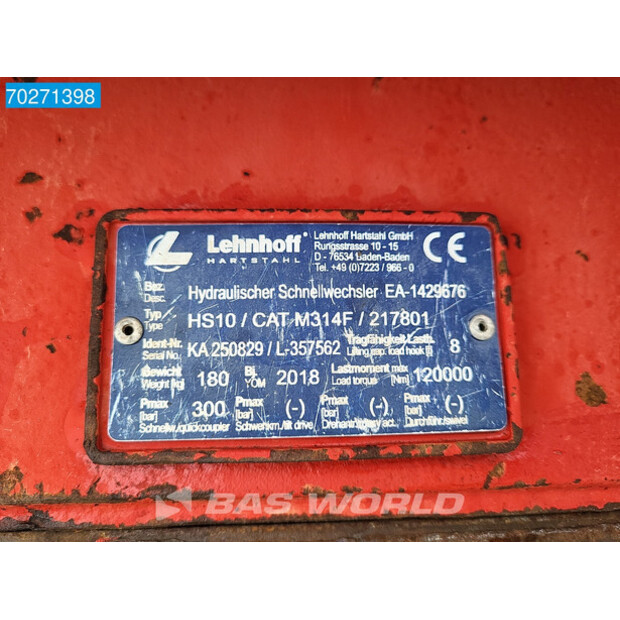 70271398
Lehnhoff®
HARTSTAHL
Lehnhoff Hartstahl GmbH
Rungsstrasse 10 - 15
D - 76534 Baden-Baden
Tel. +49 (0)7223 / 966 - 0
CE
Bez. Hydraulischer Schnellwechsler EA-1429676
Desc.
Typ HS10 / CAT M314F / 217801
Type
Ident-Nr. KA 250829 / L-357562 Tragfähigkeit Lasth. 8
Serial No. Lifting cap. load hook [t]
Gewicht 180 Bj. 2018 Lastmoment max 120000
Weight [kg] YOM Load torque [Nm]
Pmax 300 Pmax (-) Pmax (-) Pmax (-)
[bar] [bar] [bar] [bar]
Schnellw./quickcoupler Schwenkm./tilt drive Drehantr./rotary act. Durchführ./swivel
BAS WORLD